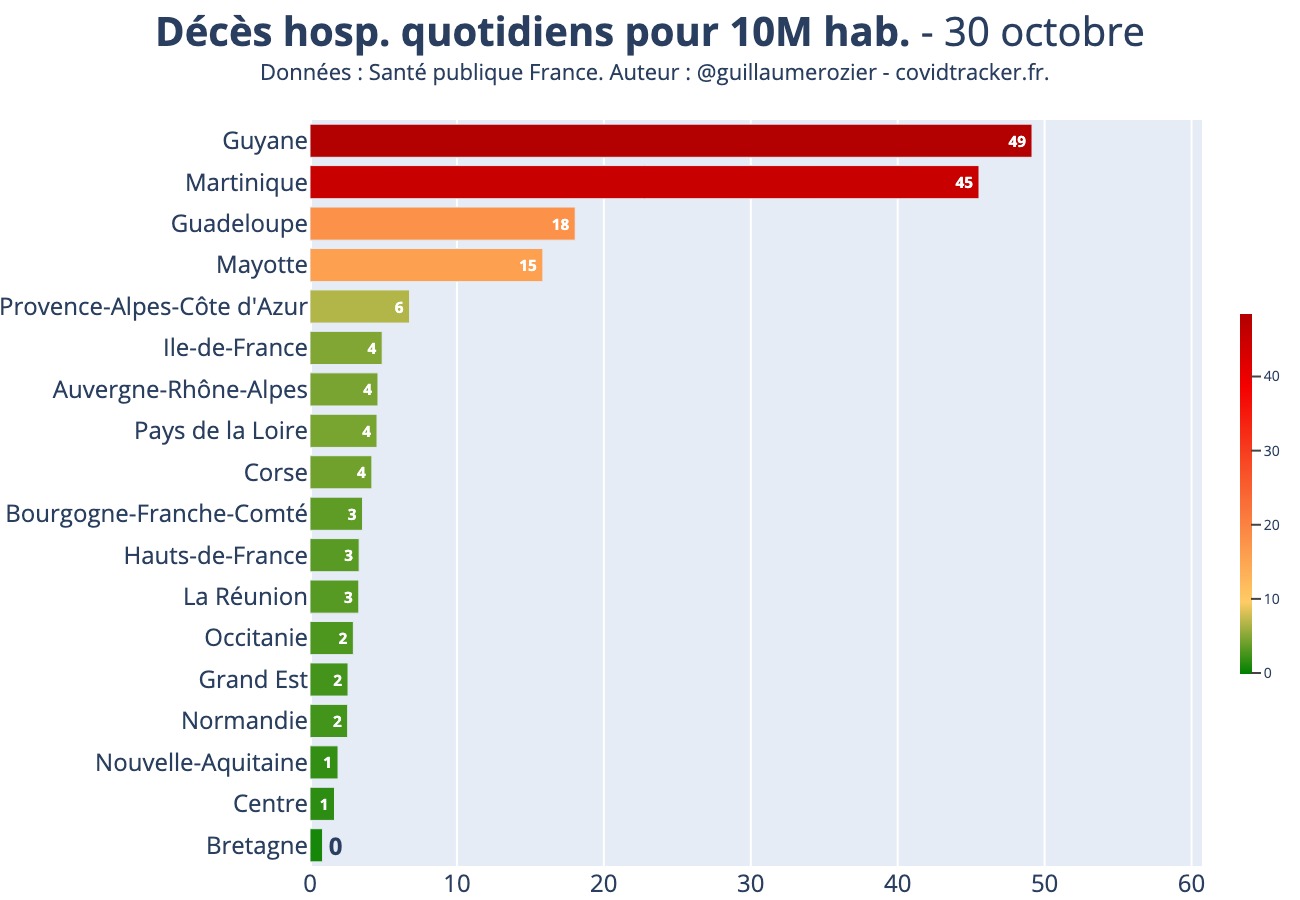 Décès hosp. quotidiens pour 10M hab. - 30 octobre
Données : Santé publique France. Auteur : @guillaumerozier - covidtracker.fr.
Guyane 49
Martinique 45
Guadeloupe 18
Mayotte 15
Provence-Alpes-Côte d'Azur 6
Ile-de-France 4
Auvergne-Rhône-Alpes 4
Pays de la Loire 4
Corse 4
Bourgogne-Franche-Comté 3
Hauts-de-France 3
La Réunion 3
Occitanie 2
Grand Est 2
Normandie 2
Nouvelle-Aquitaine 1
Centre 1
Bretagne 0
0 10 20 30 40 50 60
40
30
20
10
0